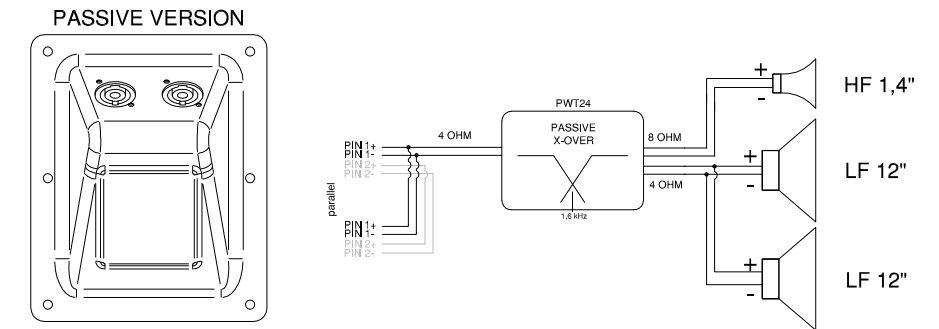 PASSIVE VERSION
PWT24
PASSIVE
X-OVER
1,6 kHz
4 OHM
8 OHM
4 OHM
PIN 1+
PIN 1-
PIN 2+
PIN 2-
parallel
PIN 1+
PIN 1-
PIN 2+
PIN 2-
+
-
HF 1,4"
+
-
LF 12"
+
-
LF 12"